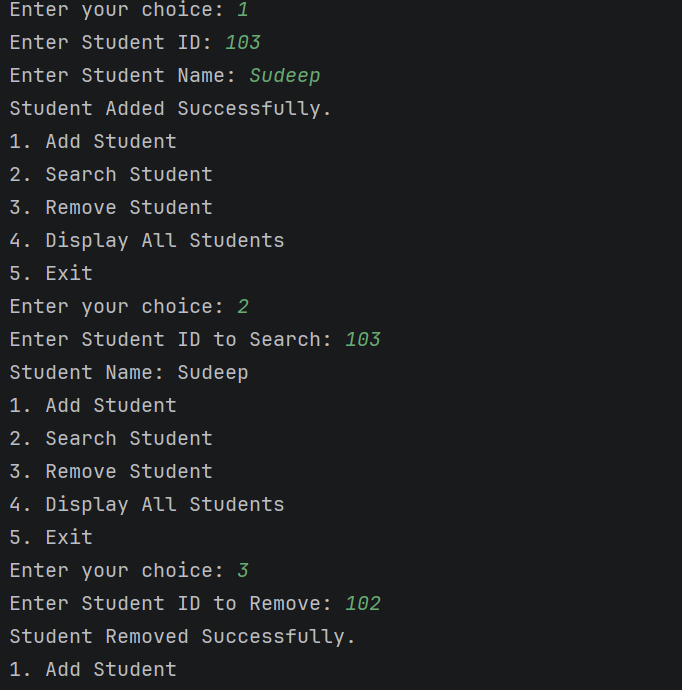 Enter your choice: 1
Enter Student ID: 103
Enter Student Name: Sudeep
Student Added Successfully.
1. Add Student
2. Search Student
3. Remove Student
4. Display All Students
5. Exit
Enter your choice: 2
Enter Student ID to Search: 103
Student Name: Sudeep
1. Add Student
2. Search Student
3. Remove Student
4. Display All Students
5. Exit
Enter your choice: 3
Enter Student ID to Remove: 102
Student Removed Successfully.
1. Add Student